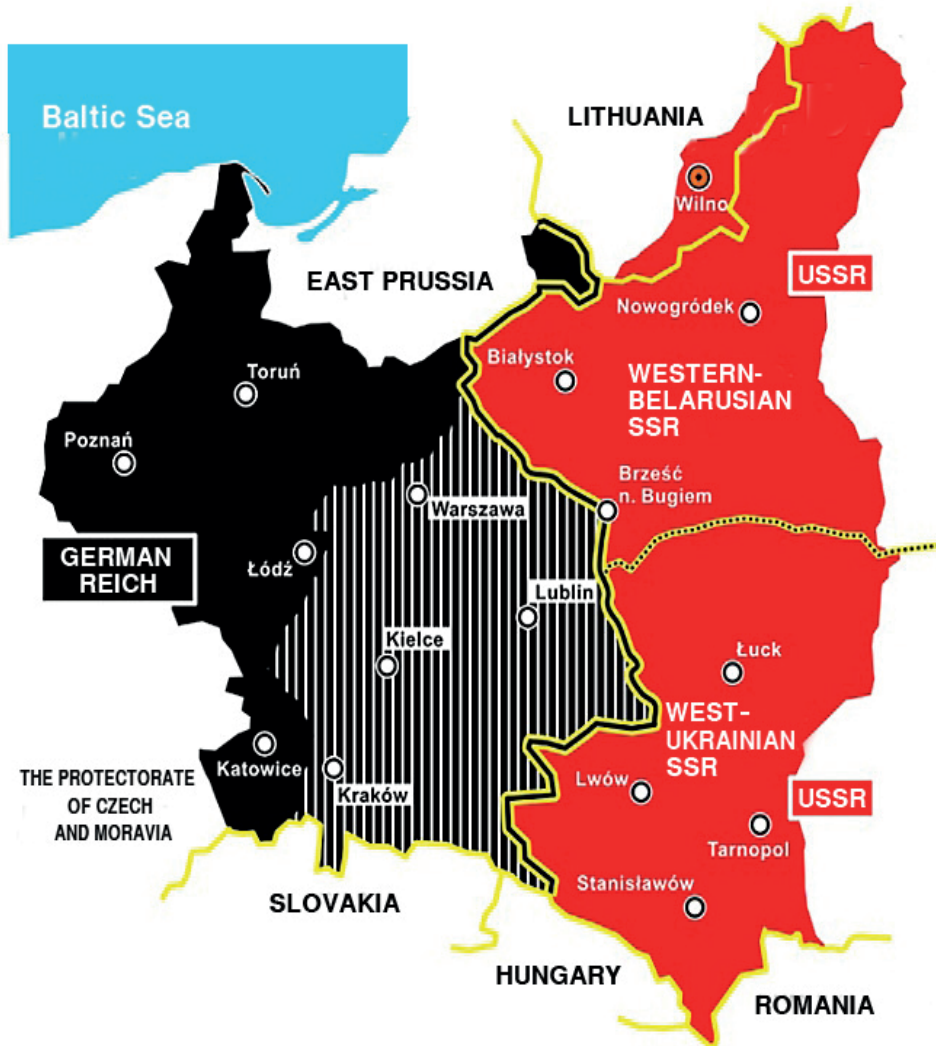 Baltic Sea
LITHUANIA
Wilno
EAST PRUSSIA
USSR
Nowogródek
Białystok
WESTERN-
BELARUSIAN
SSR
Toruń
Poznań
Brześć
n. Bugiem
Warszawa
GERMAN
REICH
Łódź
Lublin
Kielce
Łuck
WEST-
UKRAINIAN
SSR
Katowice
THE PROTECTORATE
OF CZECH
AND MORAVIA
Kraków
Lwów
USSR
Tarnopol
Stanisławów
SLOVAKIA
HUNGARY
ROMANIA